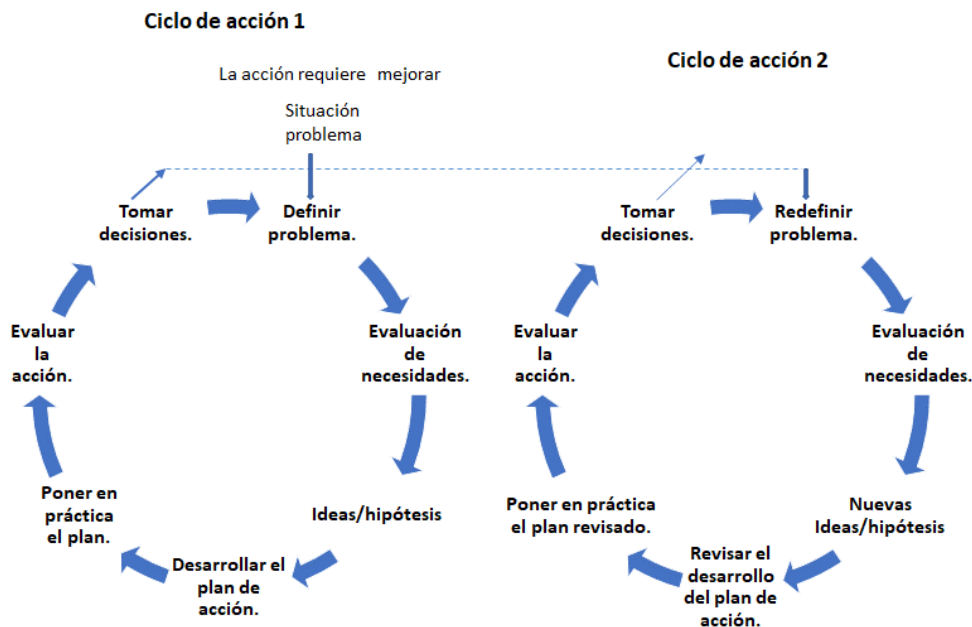 Ciclo de acción 1
La acción requiere mejorar
Situación
problema
Definir
problema.
Evaluación
de
necesidades.
Ideas/hipótesis
Desarrollar el
plan de
acción.
Poner en
práctica
el plan.
Evaluar
la
acción.
Tomar
decisiones.
Ciclo de acción 2
Redefinir
problema.
Evaluación
de
necesidades.
Nuevas
Ideas/hipótesis
Revisar el
desarrollo
del plan de
acción.
Poner en práctica
el plan revisado.
Evaluar
la
acción.
Tomar
decisiones.